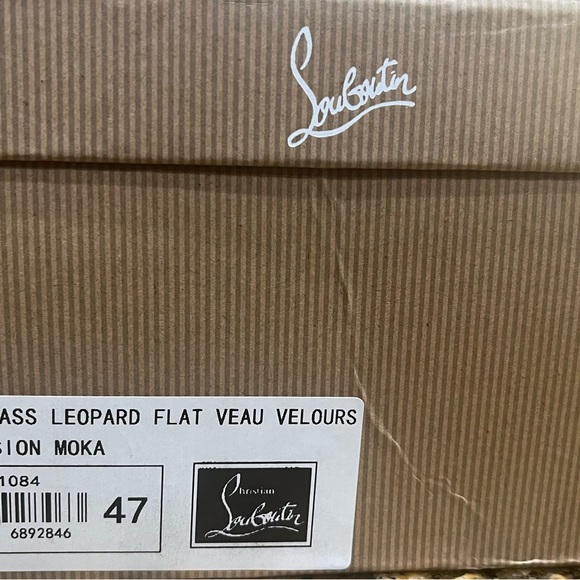 Louboutin
ASS LEOPARD FLAT VEAU VELOURS
SION MOKA
1084
47
6892846
Christian
Louboutin